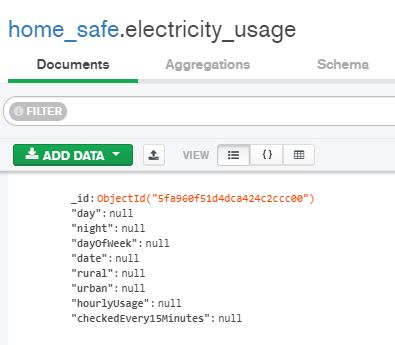 home_safe.electricity_usage
Documents Aggregations Schema
FILTER
ADD DATA VIEW {}
_id: ObjectId("5fa960f51d4dca424c2ccc00")
"day": null
"night": null
"dayOfWeek": null
"date": null
"rural": null
"urban": null
"hourlyUsage": null
"checkedEvery15Minutes": null